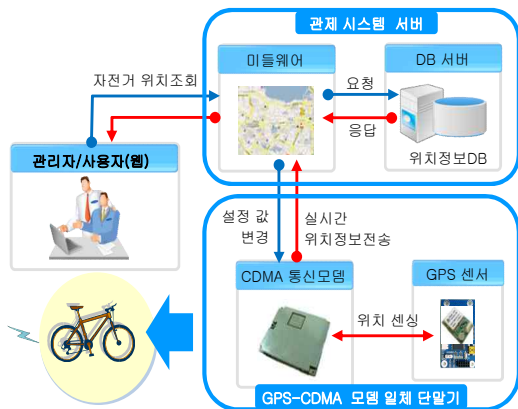 관제 시스템 서버
미들웨어
DB 서버
자전거 위치조회
요청
응답
위치정보DB
관리자/사용자(웹)
설정 값
변경
실시간
위치정보전송
CDMA 통신모뎀
GPS 센서
위치 센싱
GPS-CDMA 모뎀 일체 단말기